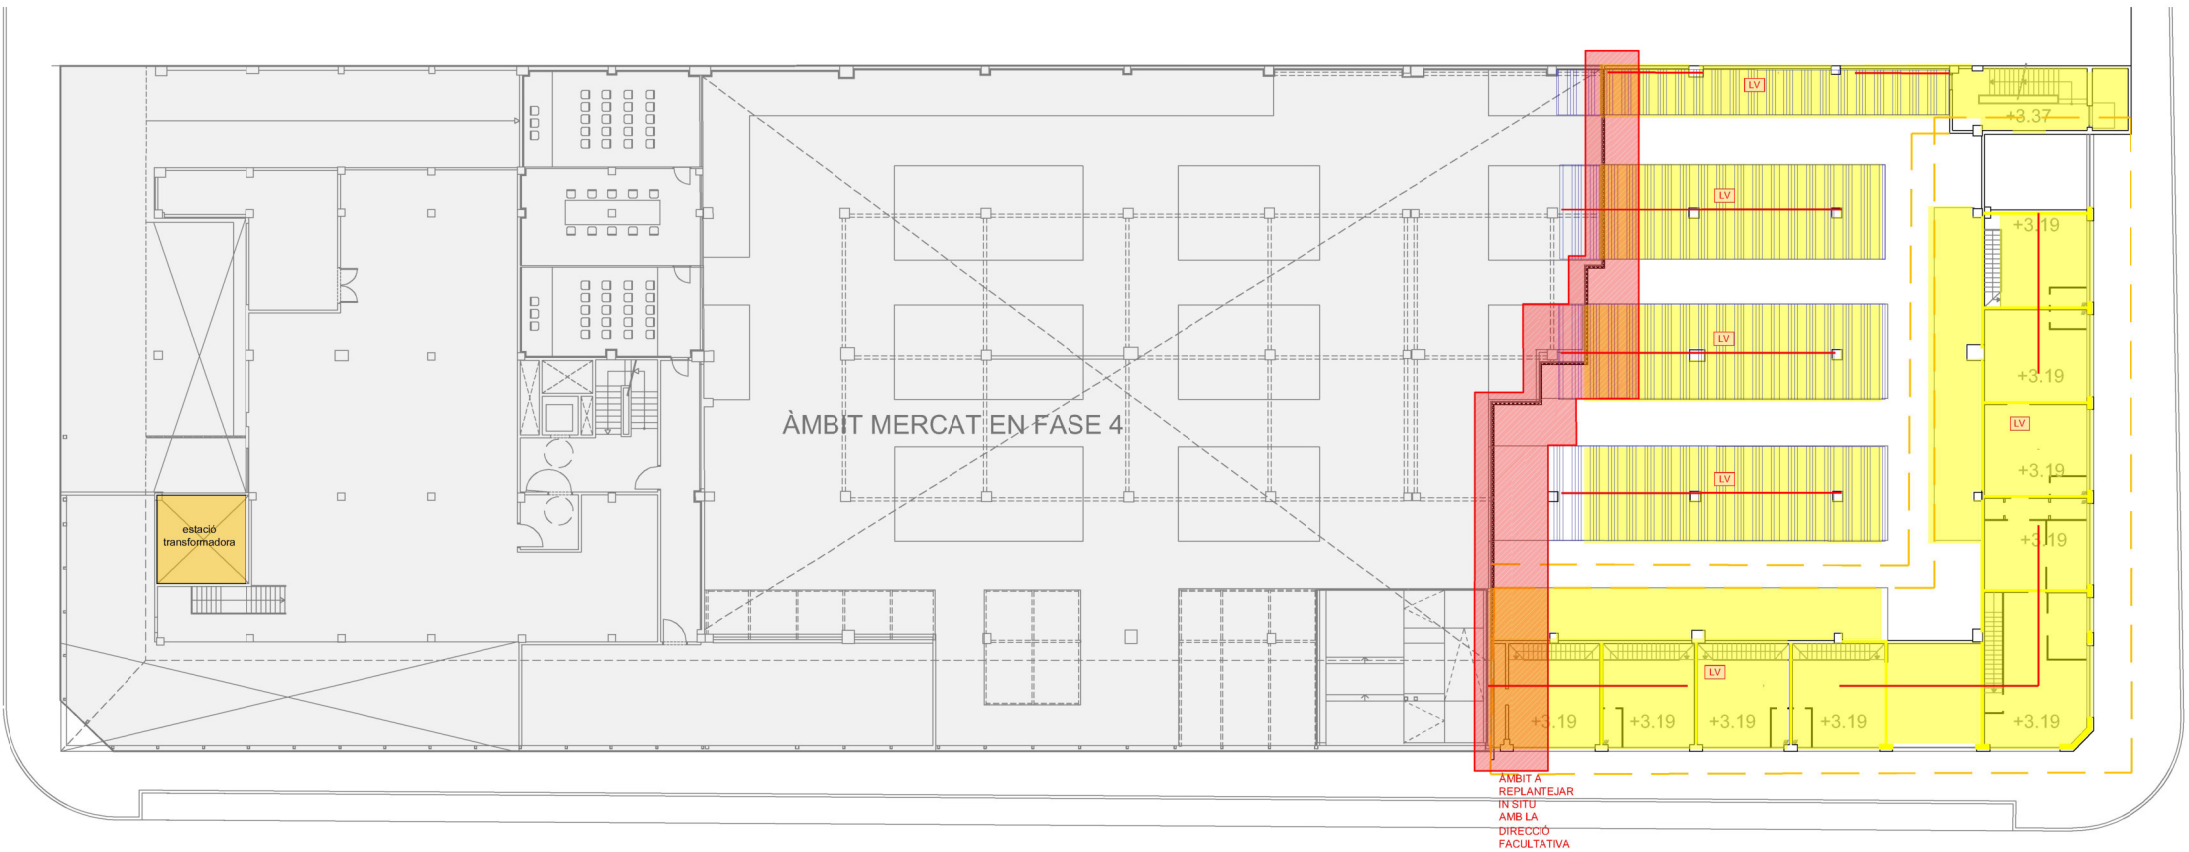 LV
+3.37
LV
+3.19
LV
+3.19
ÀMBIT MERCAT EN FASE 4
LV
+3.19
LV
estació
transformadora
+3.19
LV
+3.19
+3.19
+3.19
+3.19
+3.19
ÀMBIT A
REPLANTEJAR
IN SITU
AMB LA
DIRECCIÓ
FACULTATIVA